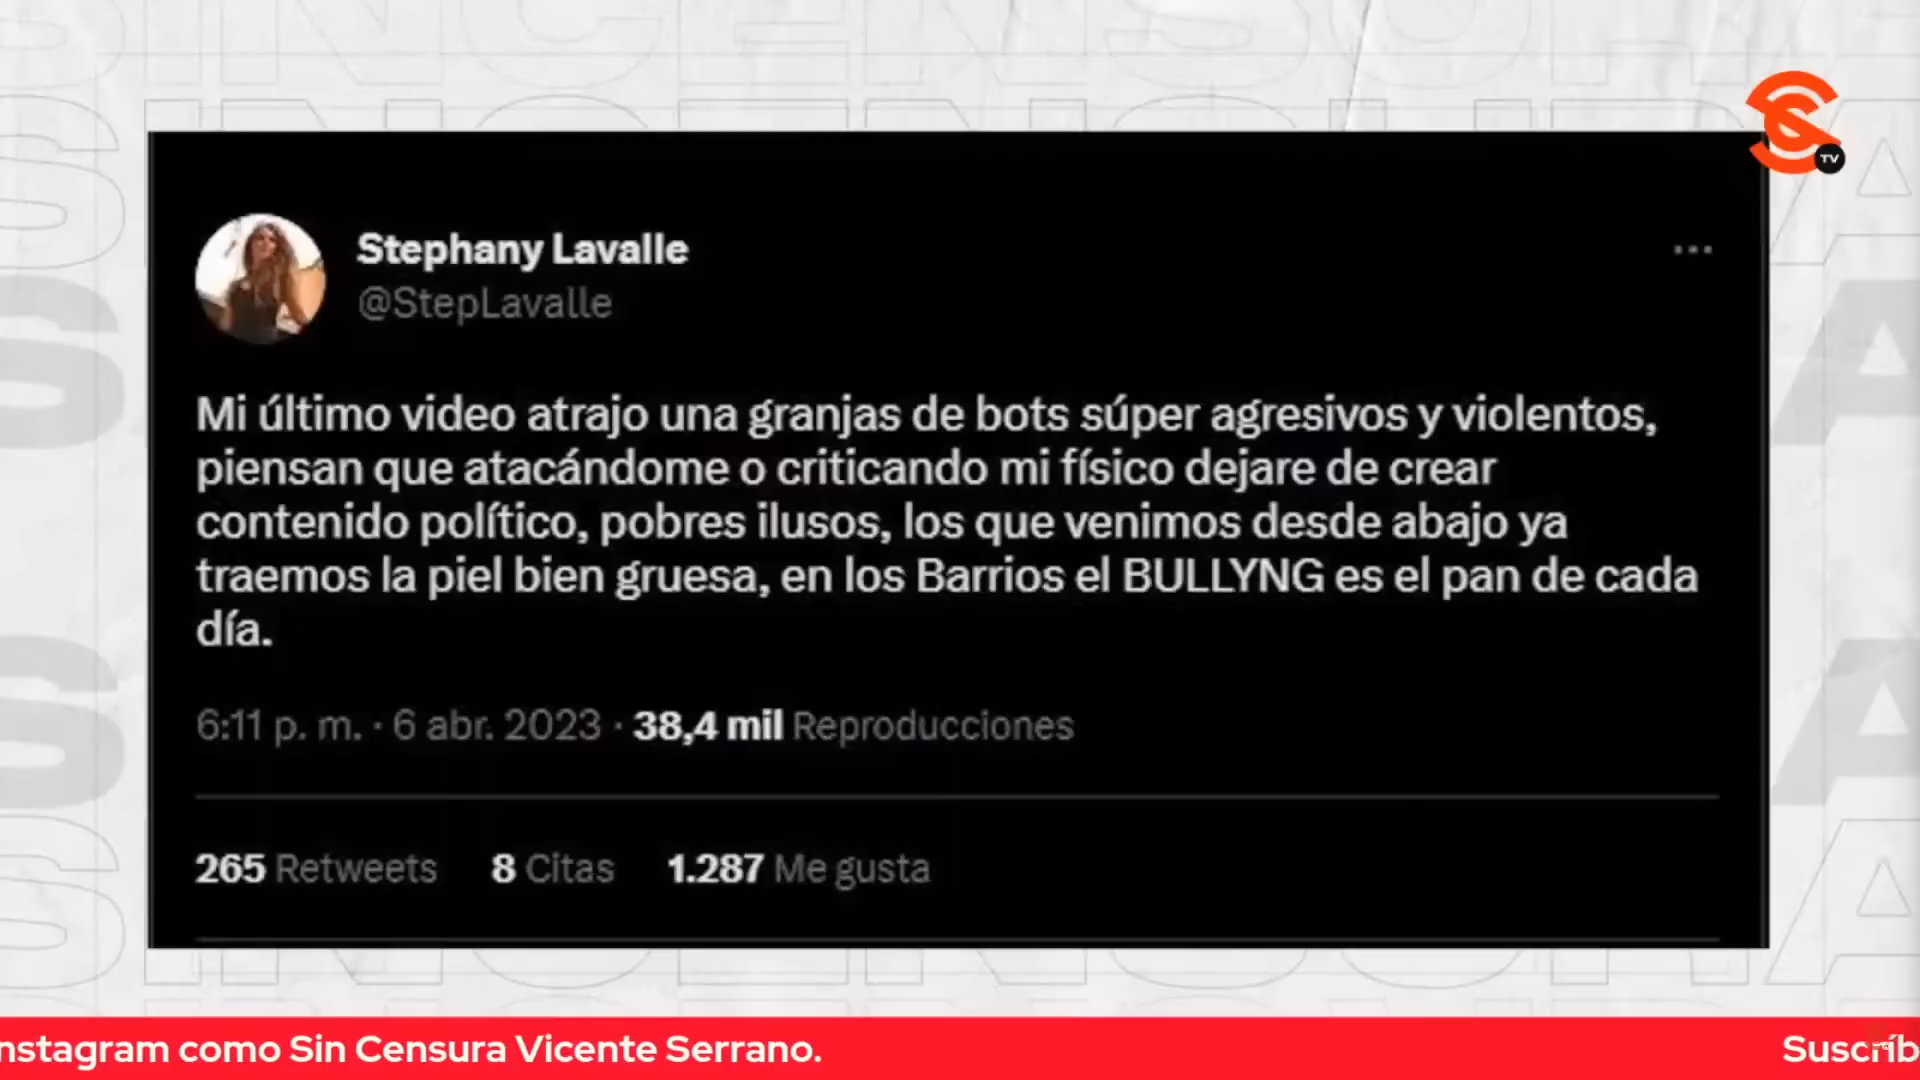 SINCENSURA
TV
Stephany Lavalle
@StepLavalle
Mi último video atrajo una granjas de bots súper agresivos y violentos,
piensan que atacándome o criticando mi físico dejare de crear
contenido político, pobres ilusos, los que venimos desde abajo ya
traemos la piel bien gruesa, en los Barrios el BULLYNG es el pan de cada
día.
6:11 p. m. · 6 abr. 2023 · 38,4 mil Reproducciones
265 Retweets 8 Citas 1.287 Me gusta
nstagram como Sin Censura Vicente Serrano. Suscríb